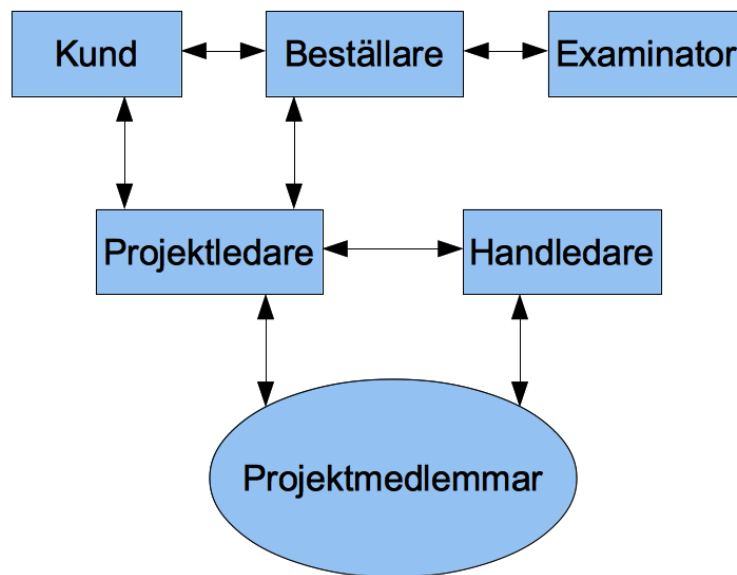 Kund
Beställare
Examinator
Projektledare
Handledare
Projektmedlemmar